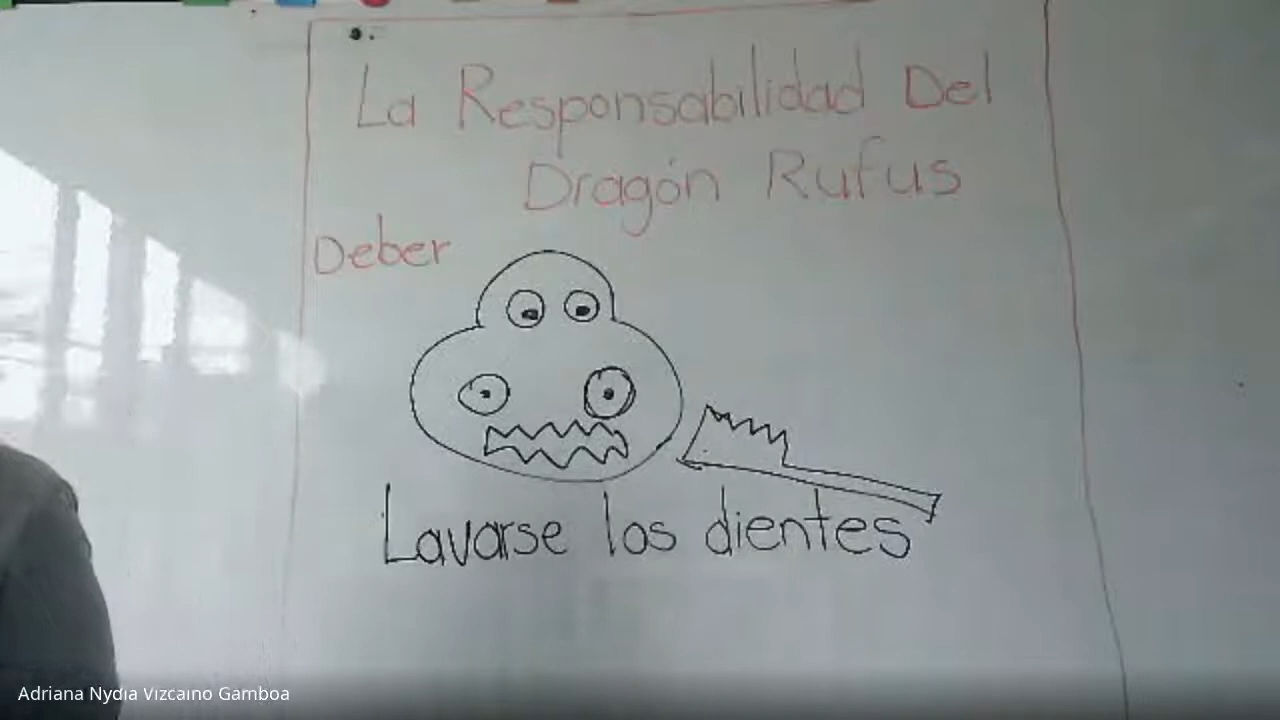 La Responsabilidad Del
Dragón Rufus
Deber
Lavarse los dientes
Adriana Nydia Vizcaino Gamboa